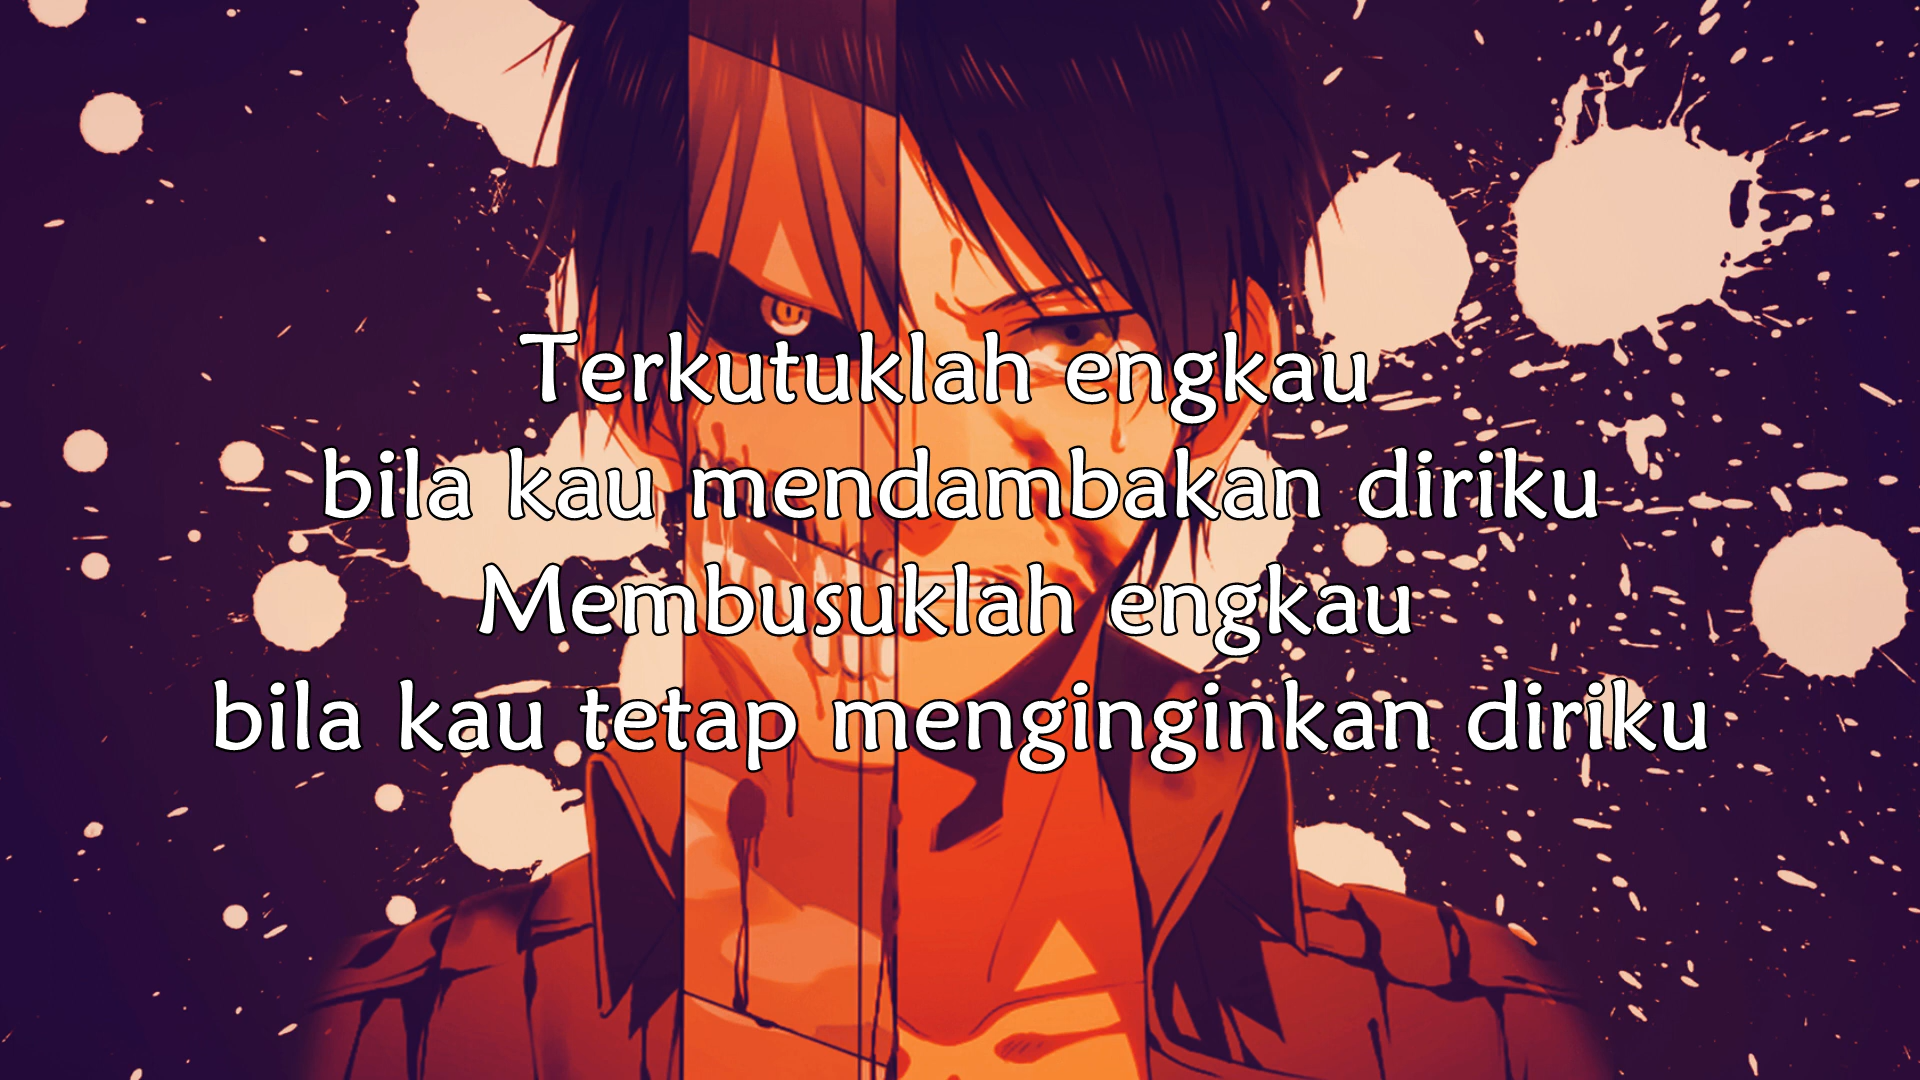 Terkutuklah engkau
bila kau mendambakan diriku
Membusuklah engkau
bila kau tetap menginginkan diriku